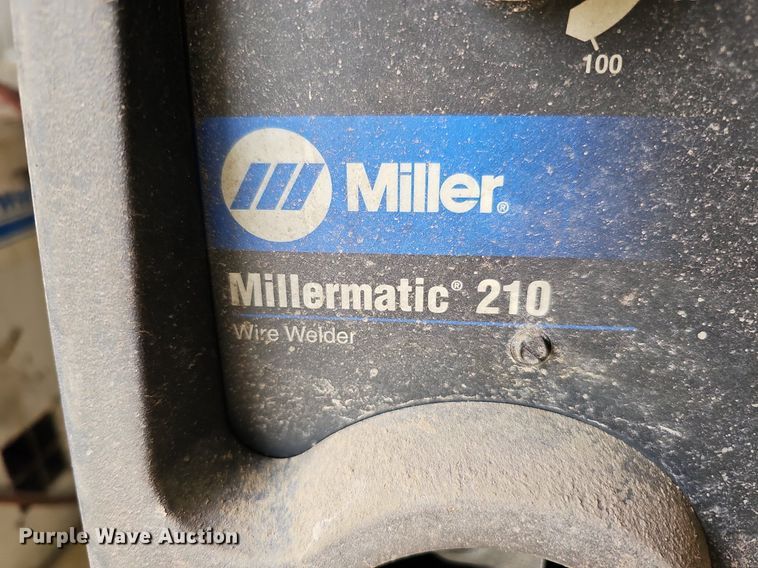 100
Miller®
Millermatic® 210
Wire Welder
Purple Wave Auction